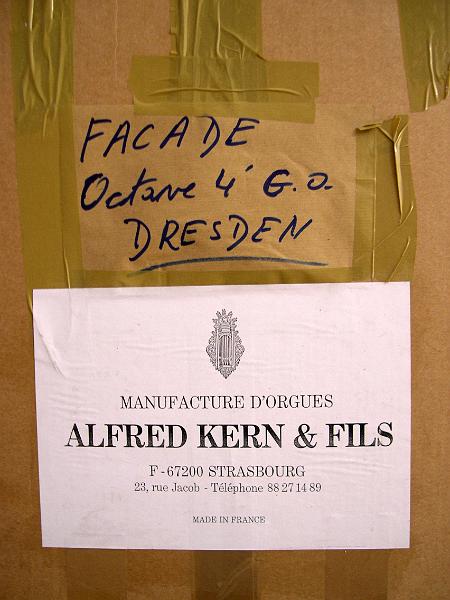 FACADE
Octave 4' G.O.
DRESDEN
MANUFACTURE D'ORGUES
ALFRED KERN & FILS
F-67200 STRASBOURG
23, rue Jacob - Téléphone 88 27 14 89
MADE IN FRANCE